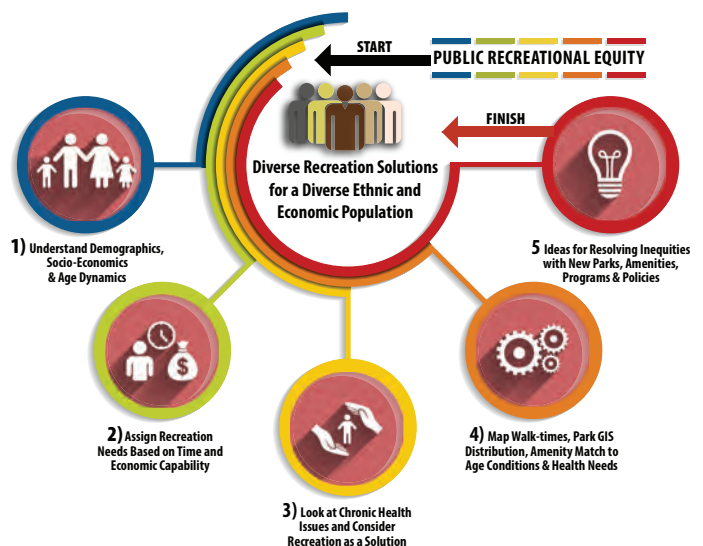 START
PUBLIC RECREATIONAL EQUITY
FINISH
Diverse Recreation Solutions
for a Diverse Ethnic and
Economic Population
1) Understand Demographics,
Socio-Economics
& Age Dynamics
$
2) Assign Recreation
Needs Based on Time and
Economic Capability
3) Look at Chronic Health
Issues and Consider
Recreation as a Solution
4) Map Walk-times, Park GIS
Distribution, Amenity Match to
Age Conditions & Health Needs
5 Ideas for Resolving Inequities
with New Parks, Amenities,
Programs & Policies